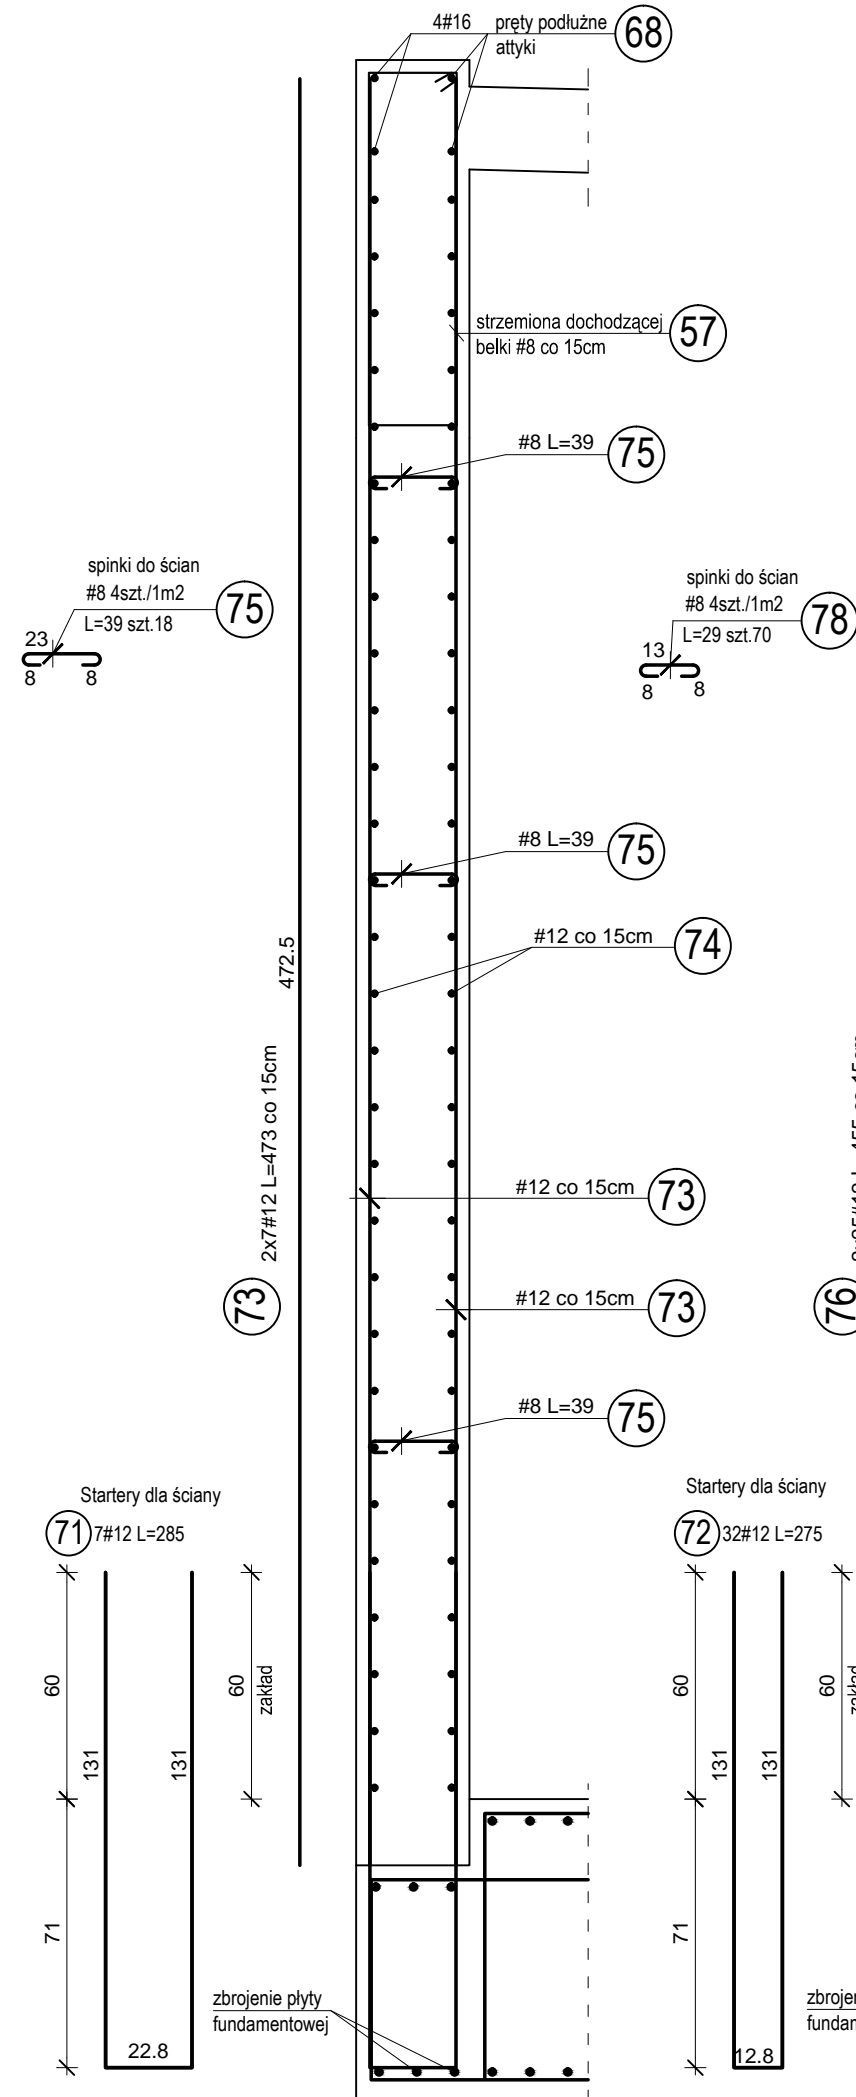 4#16 pręty podłużne 68
attyki
strzemiona dochodzącej 57
belki #8 co 15cm
#8 L=39 75
spinki do ścian
#8 4szt./1m2 75
L=39 szt.18
23
8 8
spinki do ścian
#8 4szt./1m2 78
L=29 szt.70
13
8 8
#8 L=39 75
#12 co 15cm 74
472.5
73 2x7#12 L=473 co 15cm
#12 co 15cm 73
#12 co 15cm 73
76
#8 L=39 75
Startery dla ściany
71 7#12 L=285
60
131 131
60
zakład
71
22.8
Startery dla ściany
72 32#12 L=275
60
131 131
60
zakład
71
12.8
zbrojenie płyty
fundamentowej